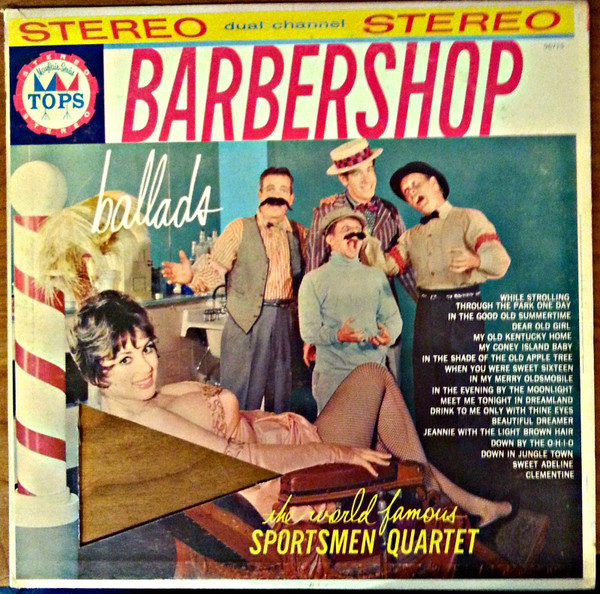 STEREO dual channel STEREO
STEREO
Mayfair Series
TOPS
STEREO
BARBERSHOP
ballads
WHILE STROLLING
THROUGH THE PARK ONE DAY
IN THE GOOD OLD SUMMERTIME
DEAR OLD GIRL
MY OLD KENTUCKY HOME
MY CONEY ISLAND BABY
IN THE SHADE OF THE OLD APPLE TREE
WHEN YOU WERE SWEET SIXTEEN
IN MY MERRY OLDSMOBILE
IN THE EVENING BY THE MOONLIGHT
MEET ME TONIGHT IN DREAMLAND
DRINK TO ME ONLY WITH THINE EYES
BEAUTIFUL DREAMER
JEANNIE WITH THE LIGHT BROWN HAIR
DOWN BY THE O-H-I-O
DOWN IN JUNGLE TOWN
SWEET ADELINE
CLEMENTINE
the world famous
SPORTSMEN QUARTET